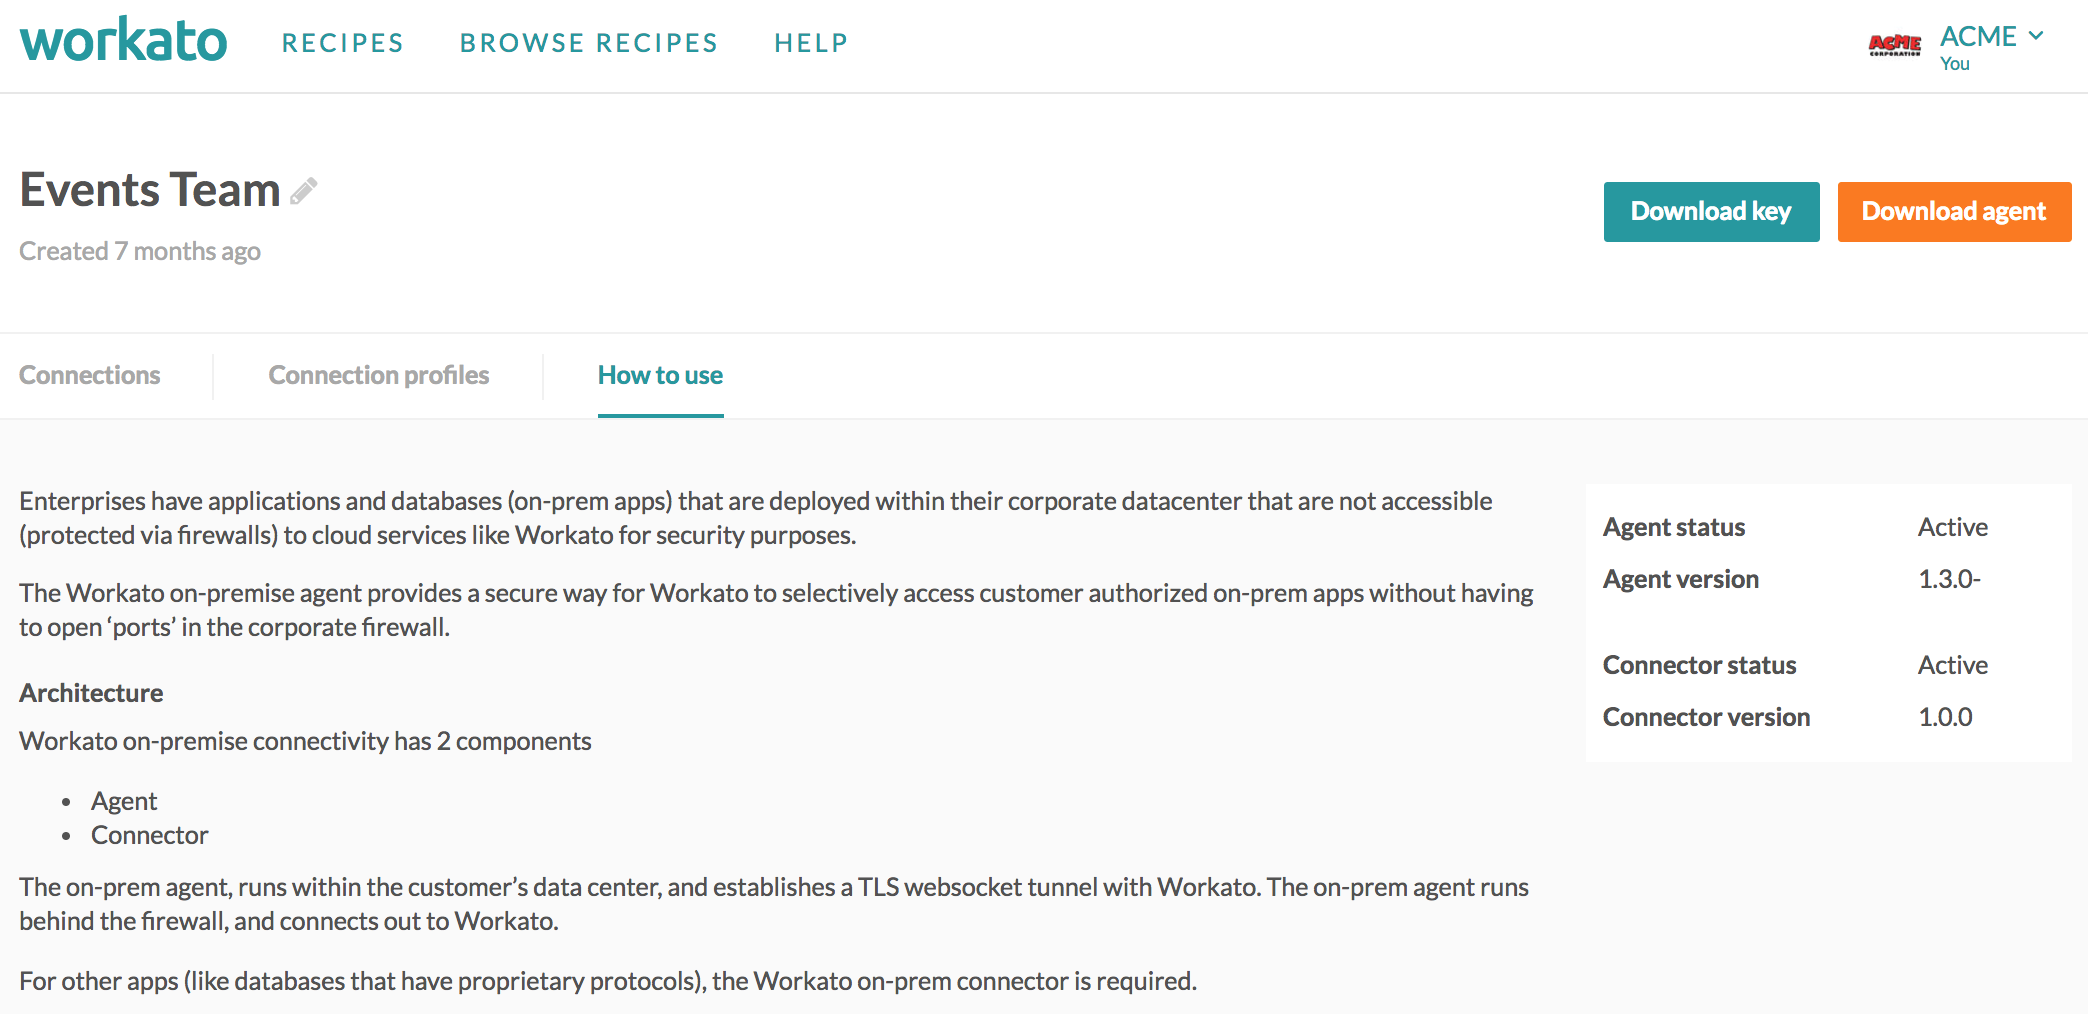 workato
RECIPES
BROWSE RECIPES
HELP
ACME
CORPORATION
ACME
You
Events Team
Created 7 months ago
Download key
Download agent
Connections
Connection profiles
How to use
Enterprises have applications and databases (on-prem apps) that are deployed within their corporate datacenter that are not accessible
(protected via firewalls) to cloud services like Workato for security purposes.
The Workato on-premise agent provides a secure way for Workato to selectively access customer authorized on-prem apps without having
to open ‘ports’ in the corporate firewall.
Architecture
Workato on-premise connectivity has 2 components
• Agent
• Connector
The on-prem agent, runs within the customer’s data center, and establishes a TLS websocket tunnel with Workato. The on-prem agent runs
behind the firewall, and connects out to Workato.
For other apps (like databases that have proprietary protocols), the Workato on-prem connector is required.
Agent status Active
Agent version 1.3.0-
Connector status Active
Connector version 1.0.0